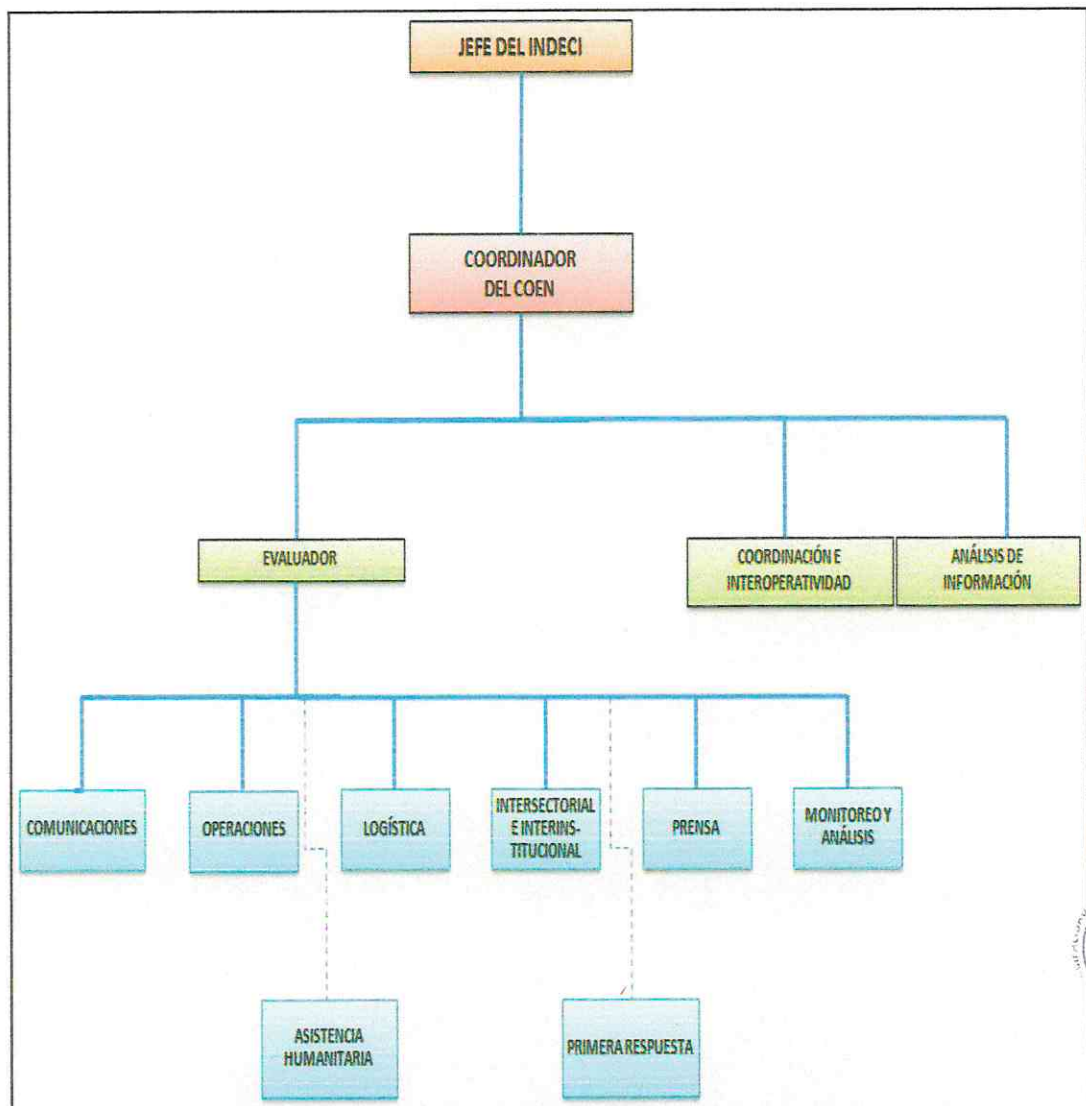 JEFE DEL INDECI
COORDINADOR
DEL COEN
EVALUADOR
COORDINACIÓN E
INTEROPERATIVIDAD
ANÁLISIS DE
INFORMACIÓN
COMUNICACIONES
OPERACIONES
LOGÍSTICA
INTERSECTORIAL
E INTERINS-
TITUCIONAL
PRENSA
MONITOREO Y
ANÁLISIS
ASISTENCIA
HUMANITARIA
PRIMERA RESPUESTA